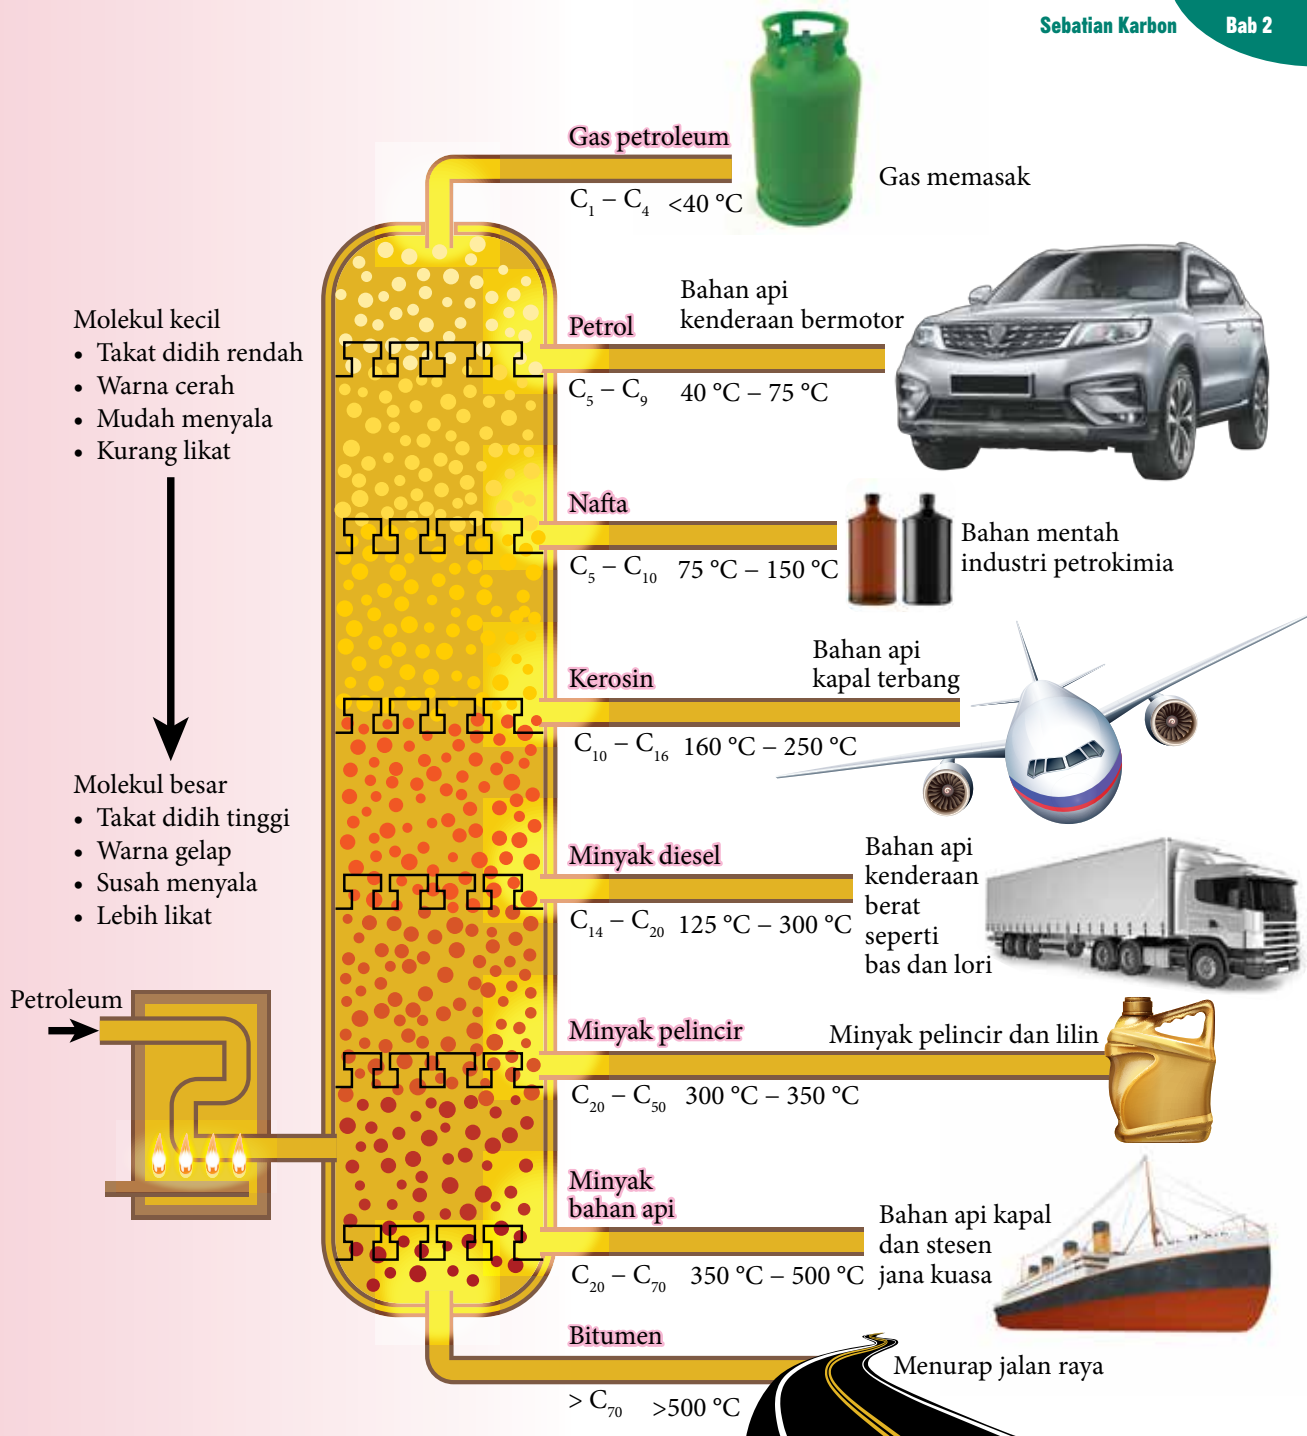 Sebatian Karbon Bab 2
Gas petroleum
C₁ – C₄ <40 °C
Gas memasak
Bahan api
kenderaan bermotor
Petrol
C₅ – C₉ 40 °C – 75 °C
Molekul kecil
• Takat didih rendah
• Warna cerah
• Mudah menyala
• Kurang likat
Nafta
C₅ – C₁₀ 75 °C – 150 °C
Bahan mentah
industri petrokimia
Kerosin
Bahan api
kapal terbang
C₁₀ – C₁₆ 160 °C – 250 °C
Molekul besar
• Takat didih tinggi
• Warna gelap
• Susah menyala
• Lebih likat
Minyak diesel
C₁₄ – C₂₀ 125 °C – 300 °C
Bahan api
kenderaan
berat
seperti
bas dan lori
Petroleum
Minyak pelincir
Minyak pelincir dan lilin
C₂₀ – C₅₀ 300 °C – 350 °C
Minyak
bahan api
C₂₀ – C₇₀ 350 °C – 500 °C
Bahan api kapal
dan stesen
jana kuasa
Bitumen
> C₇₀ >500 °C
Menurap jalan raya